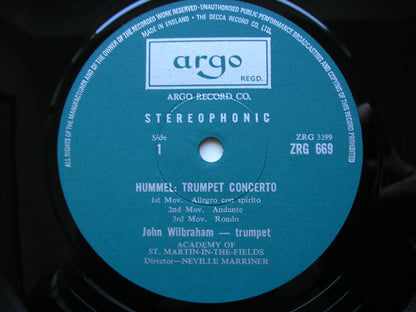 ALL RIGHTS OF THE MANUFACTURER AND OF THE OWNER OF THE RECORDED WORK RESERVED · UNAUTHORISED PUBLIC PERFORMANCE BROADCASTING AND COPYING OF THIS RECORD PROHIBITED
MADE IN ENGLAND · THE DECCA RECORD CO. LTD.
argo
REGD.
ARGO RECORD CO.
STEREOPHONIC
Side
1
ZRG 3399
ZRG 669
HUMMEL: TRUMPET CONCERTO
1st Mov. Allegro con spirito
2nd Mov. Andante
3rd Mov. Rondo
John Wilbraham — trumpet
ACADEMY OF
ST. MARTIN-IN-THE-FIELDS
Director—NEVILLE MARRINER